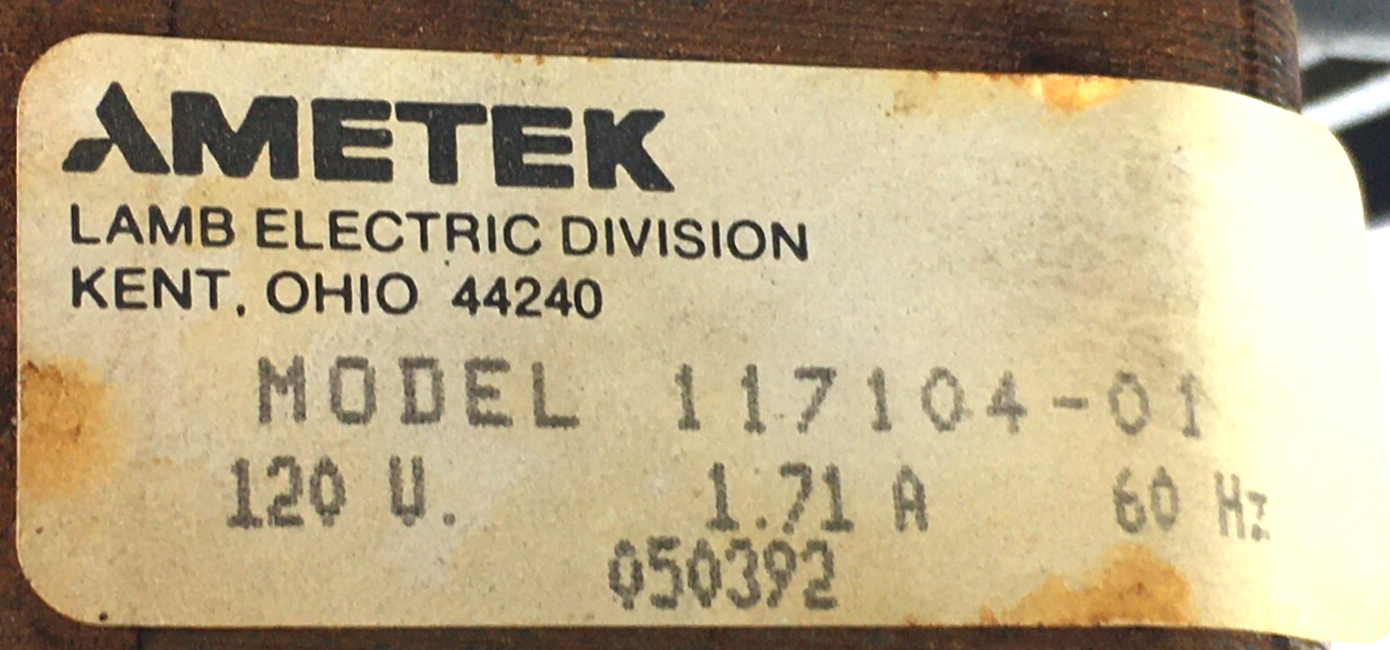 AMETEK
LAMB ELECTRIC DIVISION
KENT, OHIO 44240
MODEL 117104-01
120 V. 1.71 A 60 Hz
050392